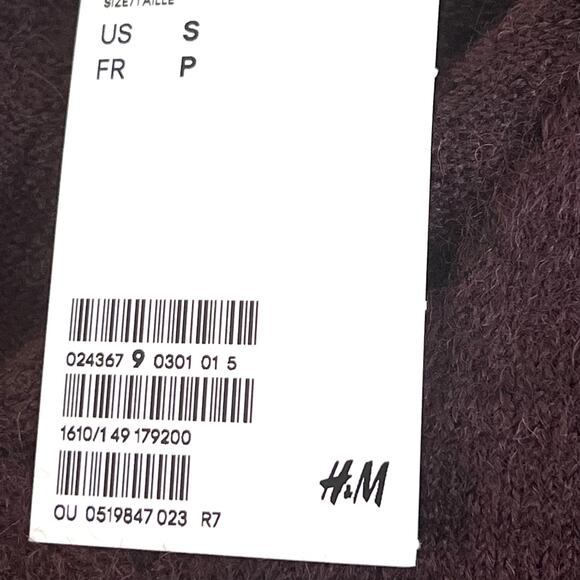 SIZE/TAILLE
US S
FR P
024367 9 0301 01 5
1610/1 49 179200
H&M
OU 0519847 023 R7